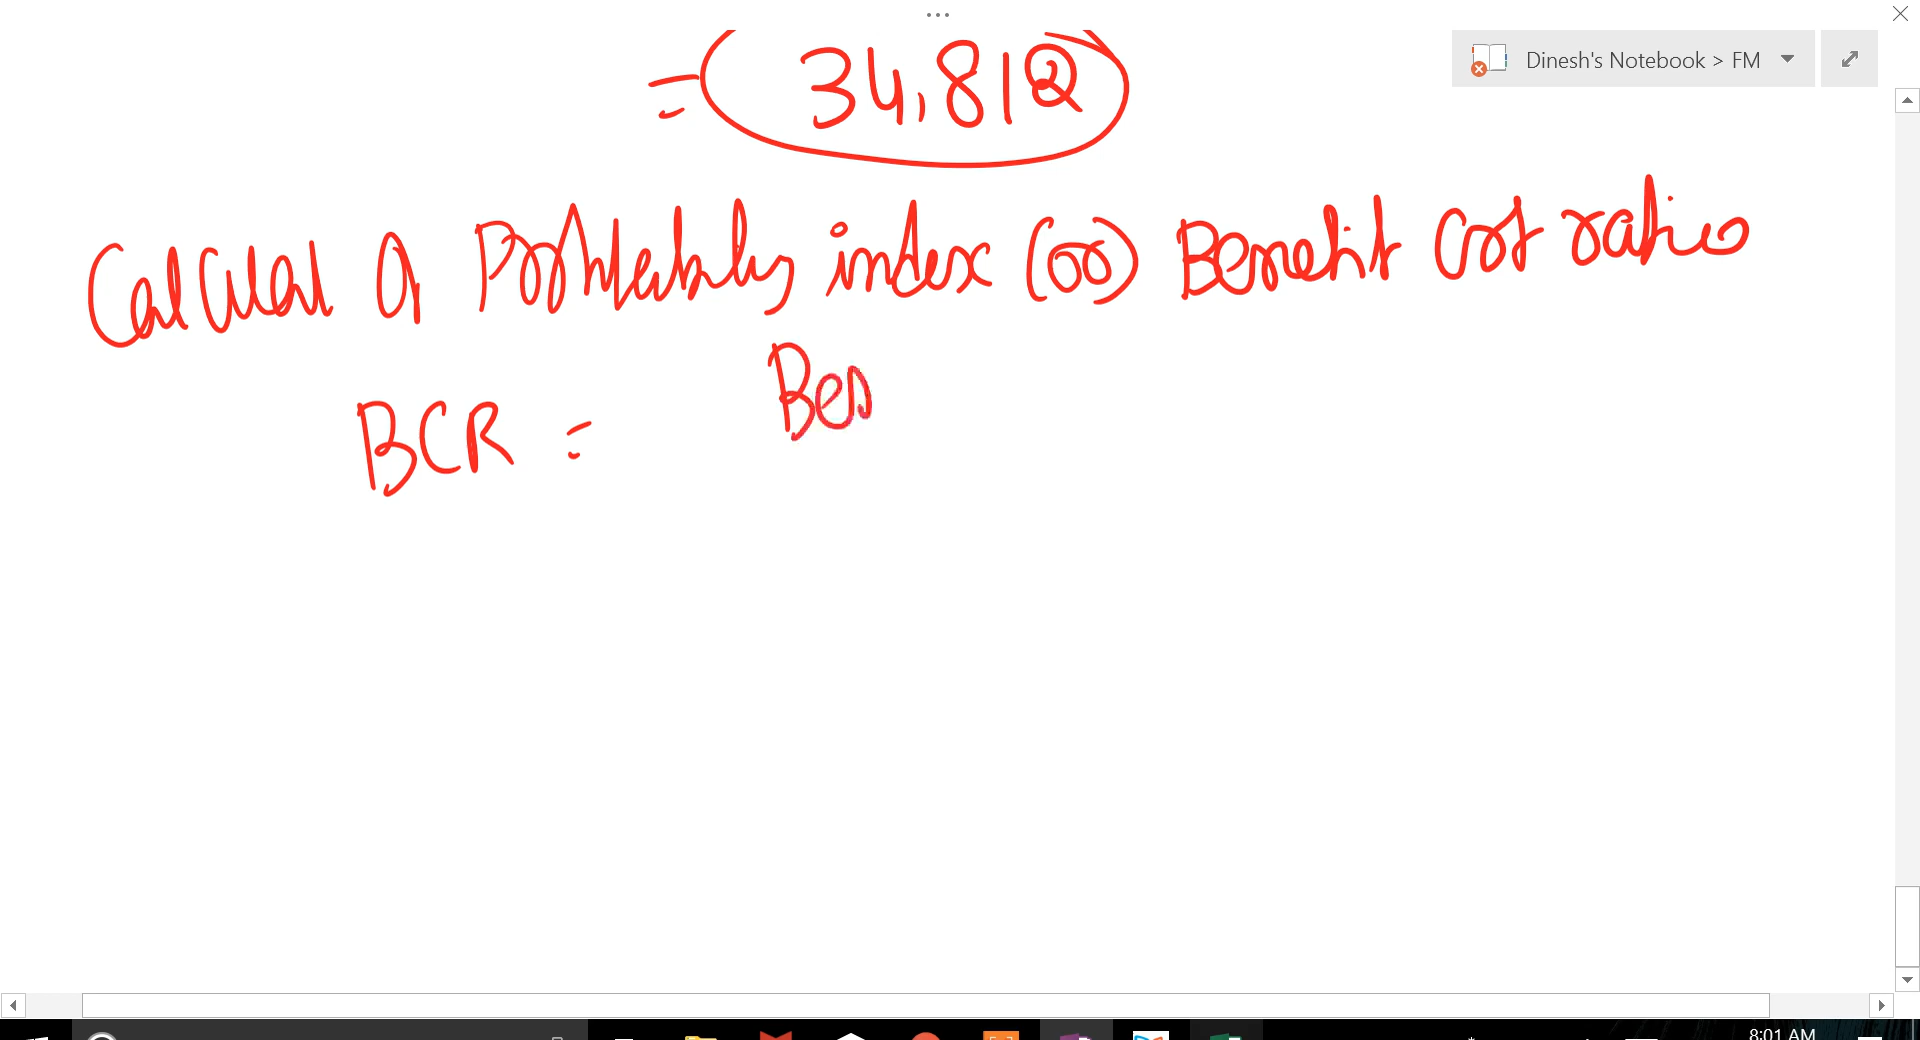 Dinesh's Notebook > FM
= 34,812
Calculat Of Profitability index (or) Benefit Cost ratio
Ben
BCR =
8:01 AM